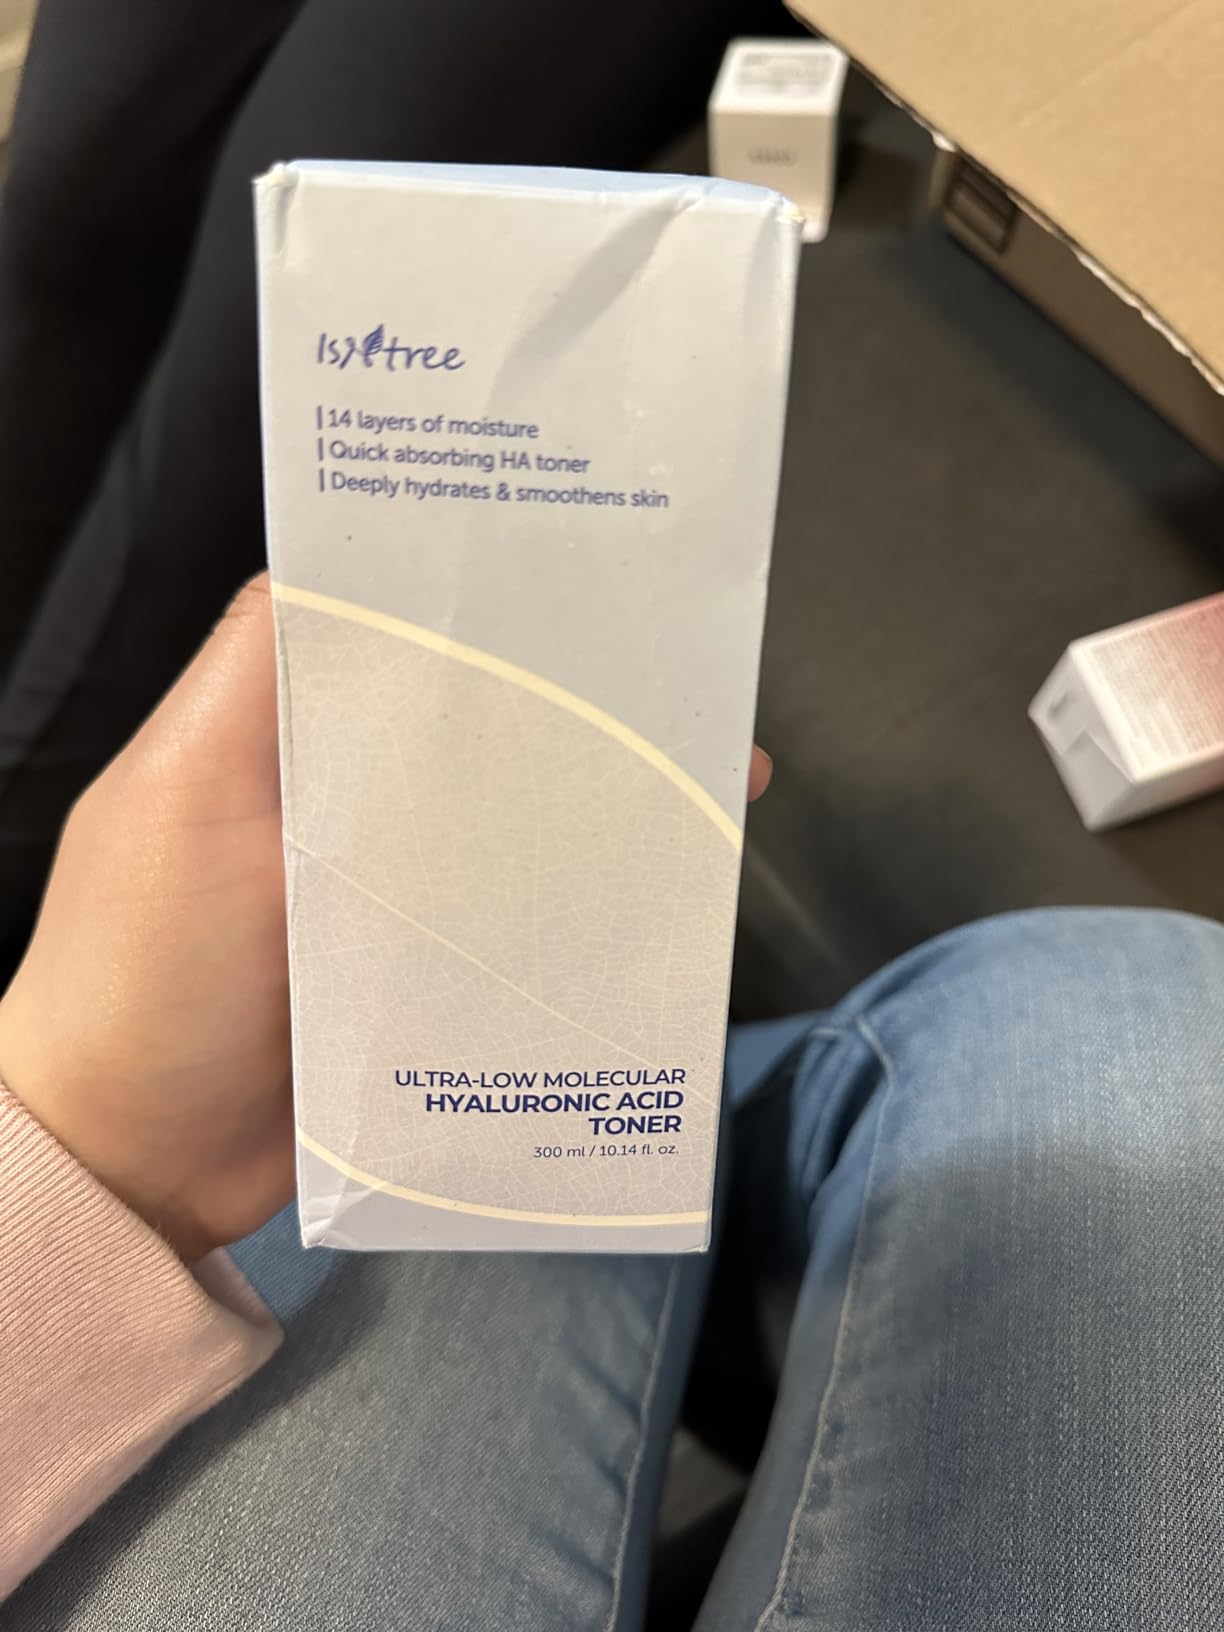 Isntree
14 layers of moisture
Quick absorbing HA toner
Deeply hydrates & smoothens skin
ULTRA-LOW MOLECULAR
HYALURONIC ACID
TONER
300 ml / 10.14 fl. oz.